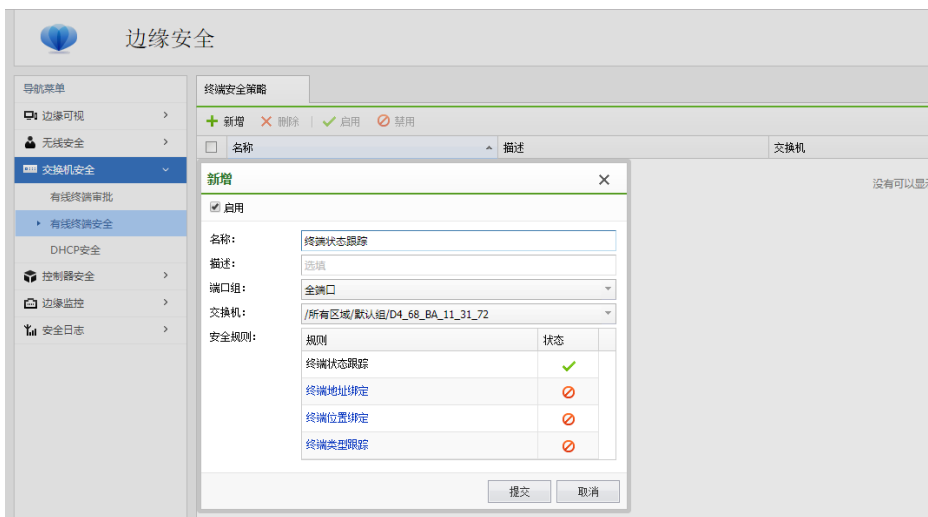 边缘安全
导航菜单
边缘可视
无线安全
交换机安全
有线终端审批
有线终端安全
DHCP安全
控制器安全
边缘监控
安全日志
终端安全策略
新增 删除 启用 禁用
名称 描述 交换机
没有可以显
新增
启用
名称: 终端状态跟踪
描述: 选填
端口组: 全端口
交换机: /所有区域/默认组/D4_68_BA_11_31_72
安全规则: 规则 状态
终端状态跟踪
终端地址绑定
终端位置绑定
终端类型跟踪
提交 取消